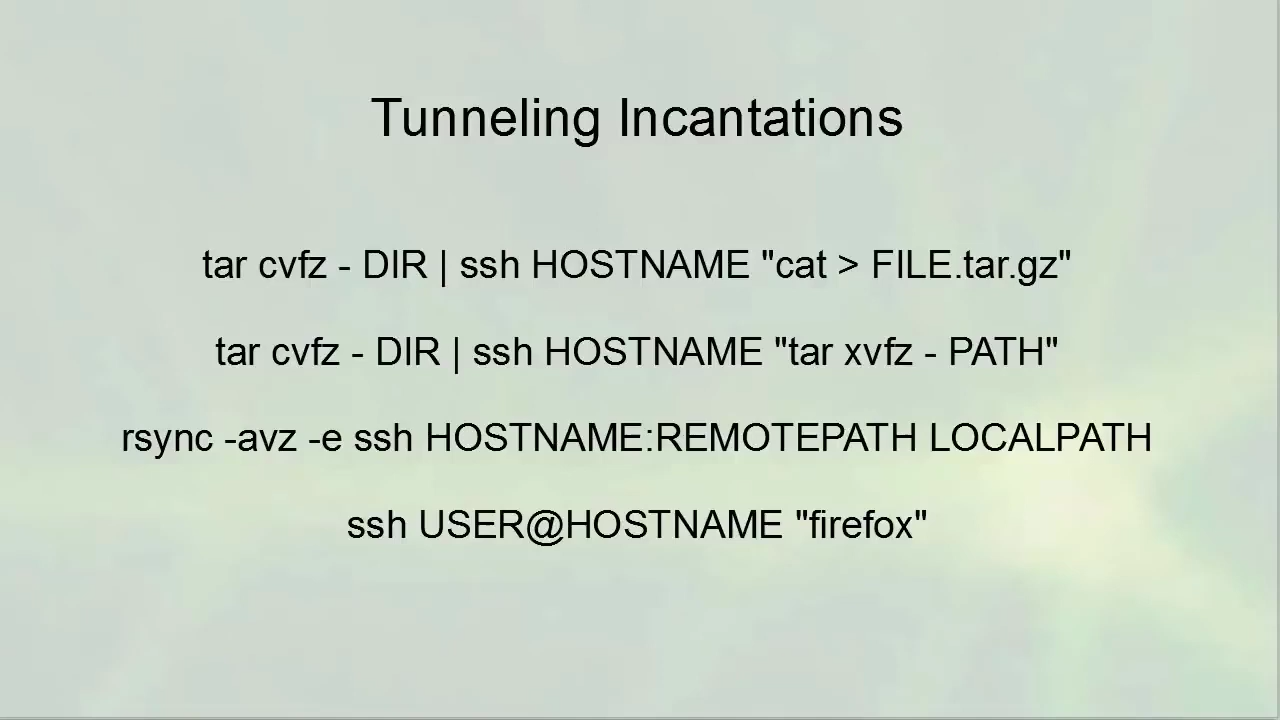 Tunneling Incantations
tar cvfz - DIR | ssh HOSTNAME "cat > FILE.tar.gz"
tar cvfz - DIR | ssh HOSTNAME "tar xvfz - PATH"
rsync -avz -e ssh HOSTNAME:REMOTEPATH LOCALPATH
ssh USER@HOSTNAME "firefox"